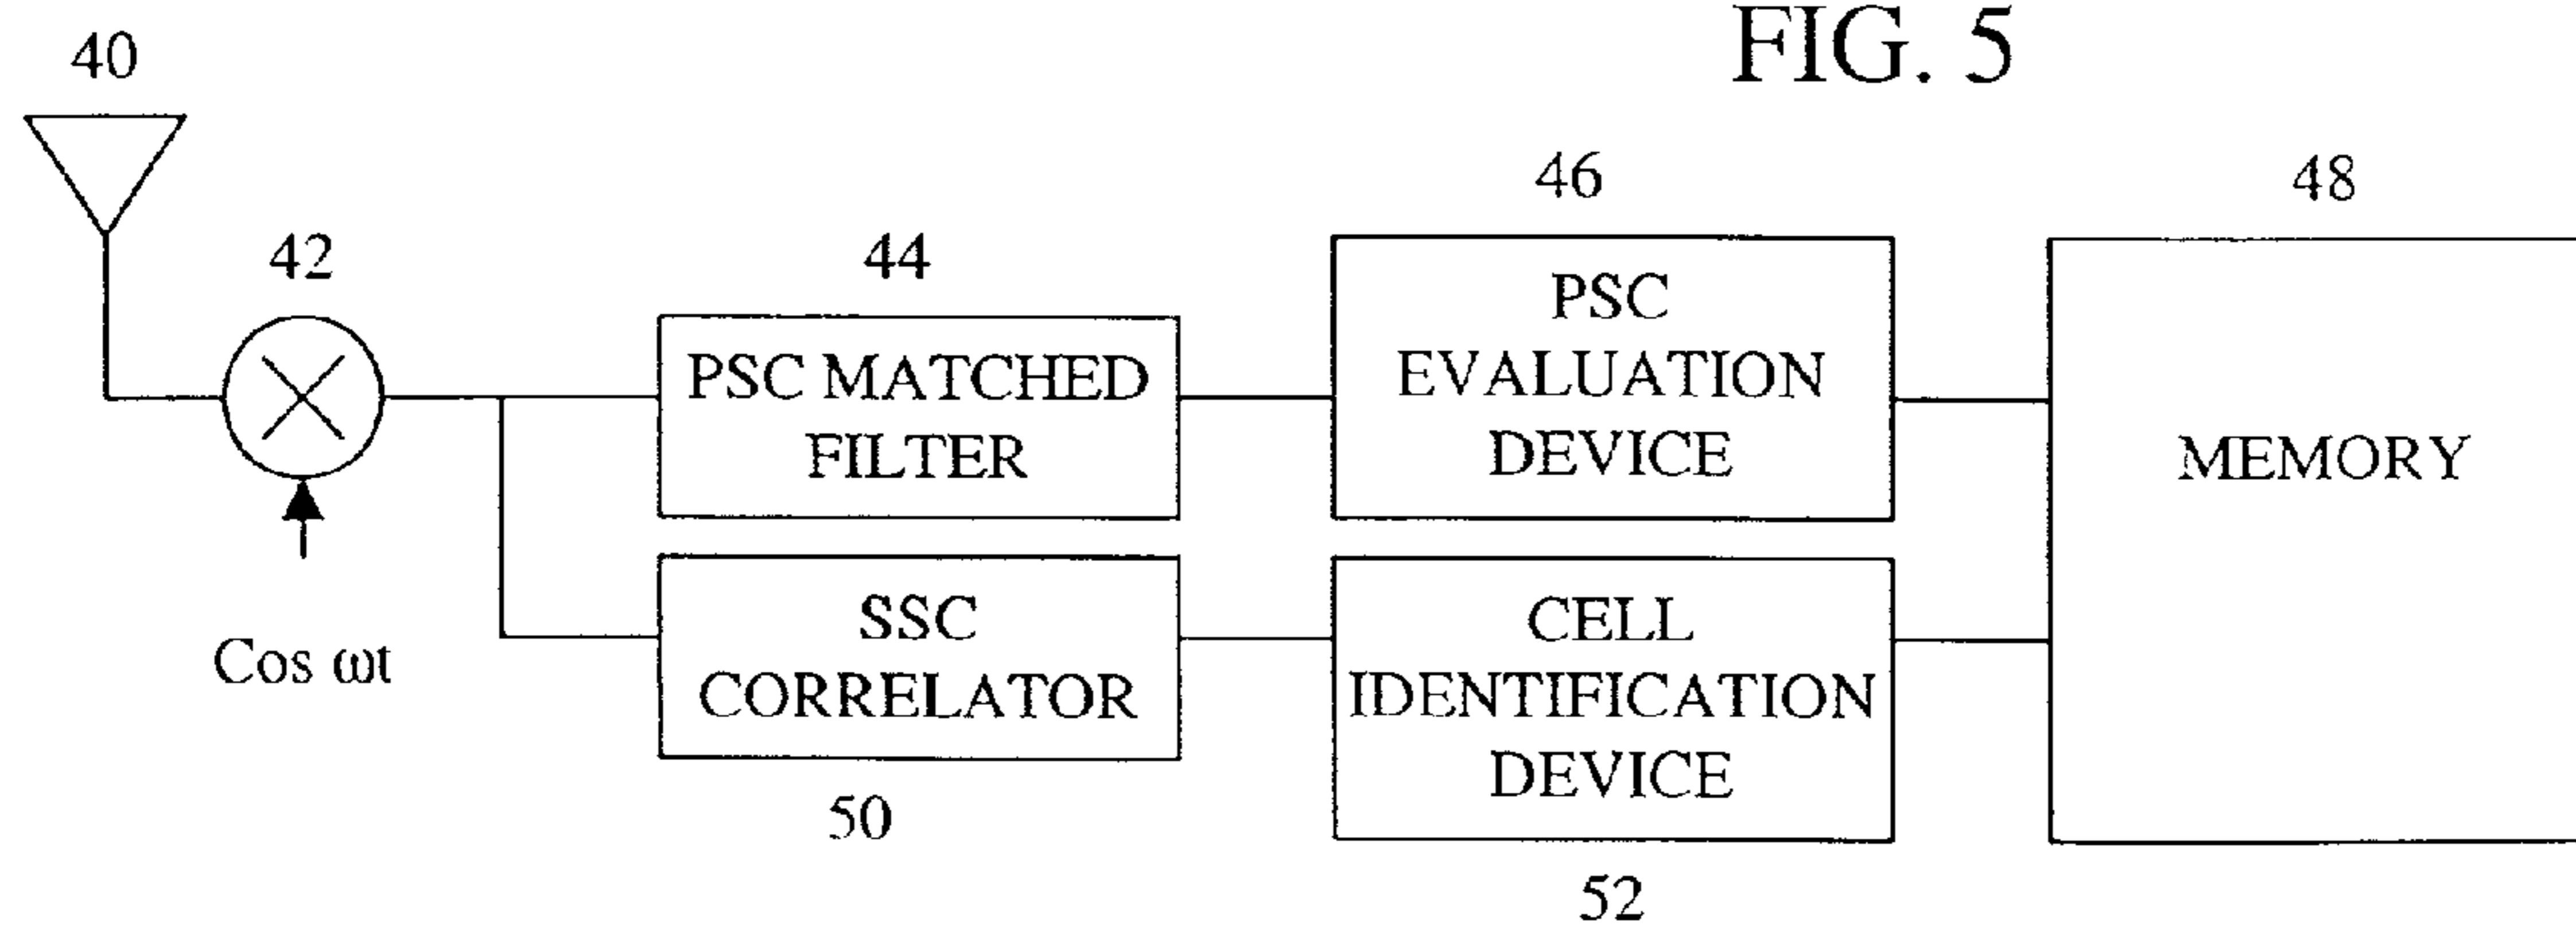 FIG. 5
40
42
Cos ωt
44
PSC MATCHED
FILTER
46
PSC
EVALUATION
DEVICE
48
MEMORY
SSC
CORRELATOR
50
CELL
IDENTIFICATION
DEVICE
52